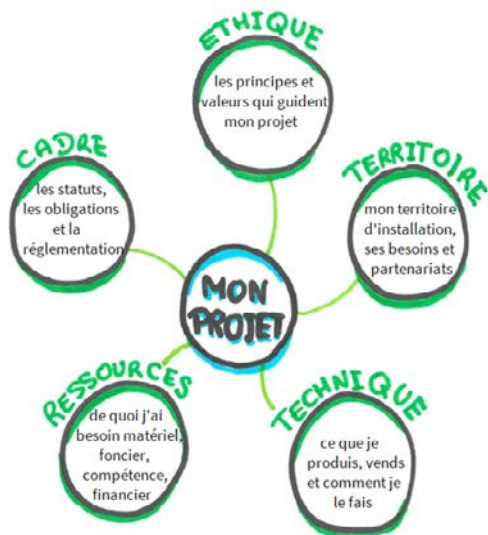 ETHIQUE
les principes et
valeurs qui guident
mon projet
CADRE
les statuts,
les obligations
et la
réglementation
TERRITOIRE
mon territoire
d'installation,
ses besoins et
partenariats
MON
PROJET
RESSOURCES
de quoi j'ai
besoin matériel,
foncier,
compétence,
financier
TECHNIQUE
ce que je
produis, vends
et comment je
le fais